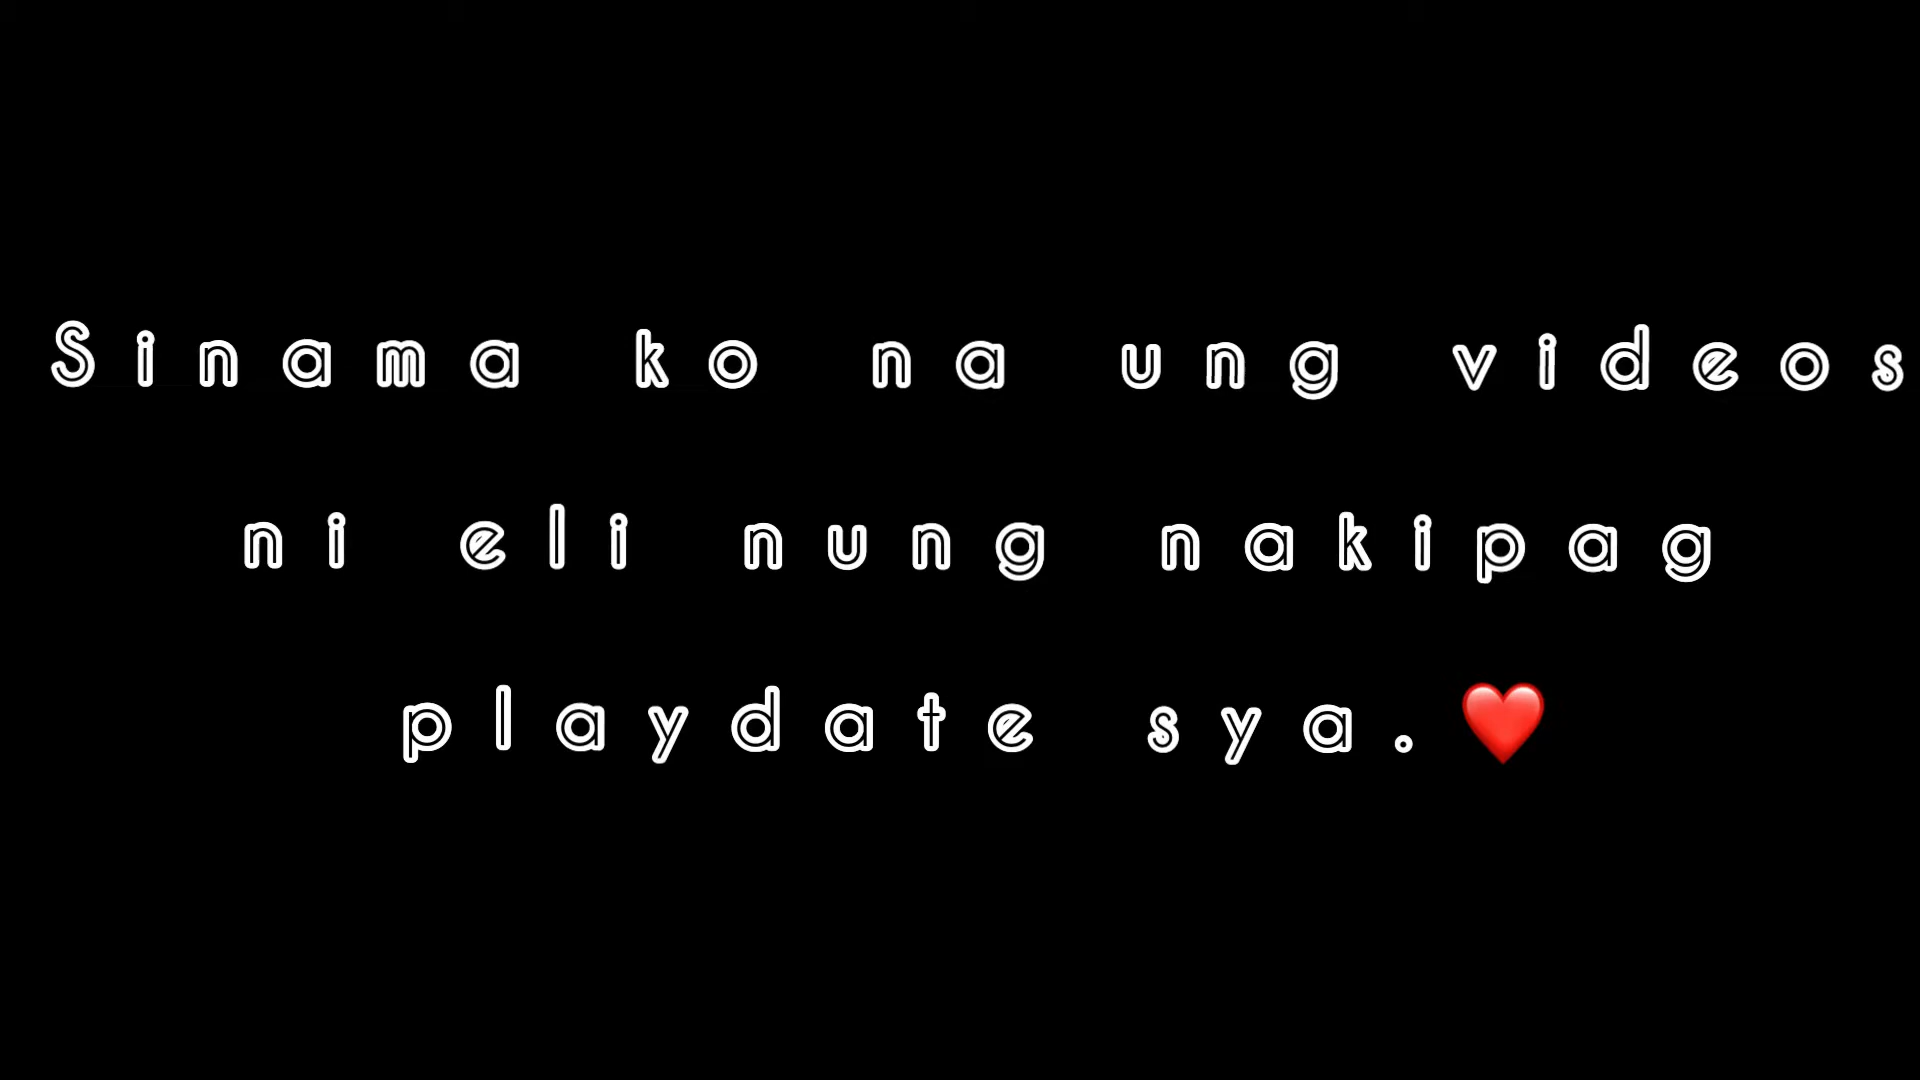 Sinama ko na ung videos
ni eli nung nakipag
playdate sya.❤️